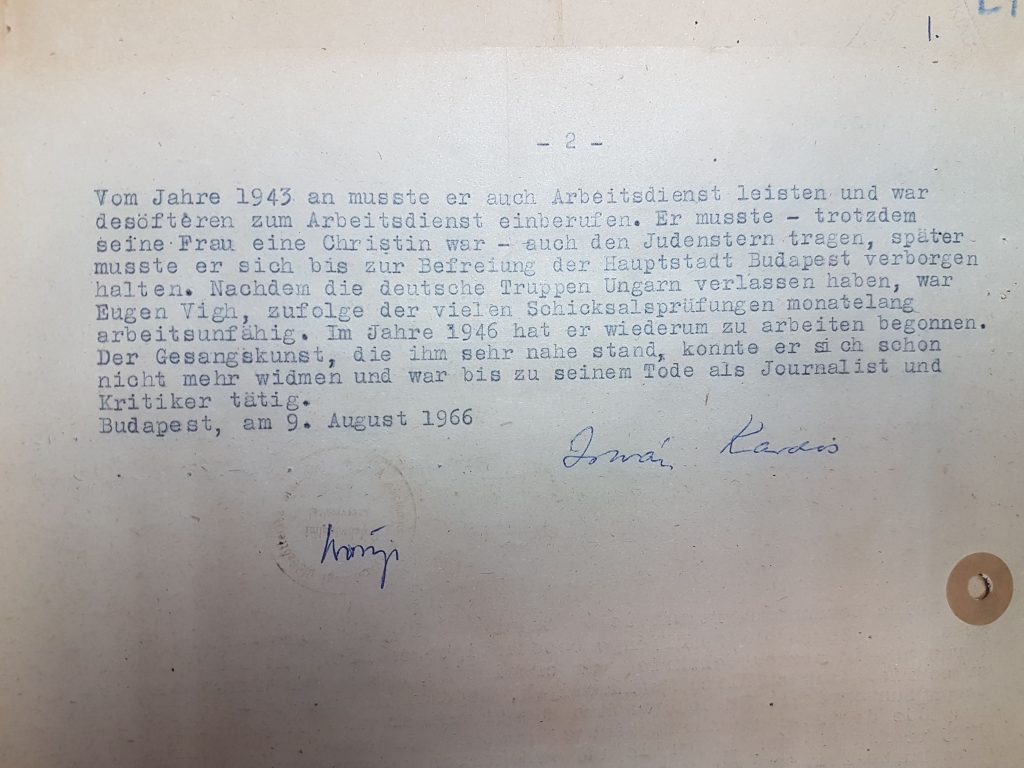 1.
- 2 -
Vom Jahre 1943 an musste er auch Arbeitsdienst leisten und war
desöfteren zum Arbeitsdienst einberufen. Er musste - trotzdem
seine Frau eine Christin war - auch den Judenstern tragen, später
musste er sich bis zur Befreiung der Hauptstadt Budapest verborgen
halten. Nachdem die deutsche Truppen Ungarn verlassen haben, war
Eugen Vigh, zufolge der vielen Schicksalsprüfungen monatelang
arbeitsunfähig. Im Jahre 1946 hat er wiederum zu arbeiten begonnen.
Der Gesangskunst, die ihm sehr nahe stand, konnte er sich schon
nicht mehr widmen und war bis zu seinem Tode als Journalist und
Kritiker tätig.
Budapest, am 9. August 1966